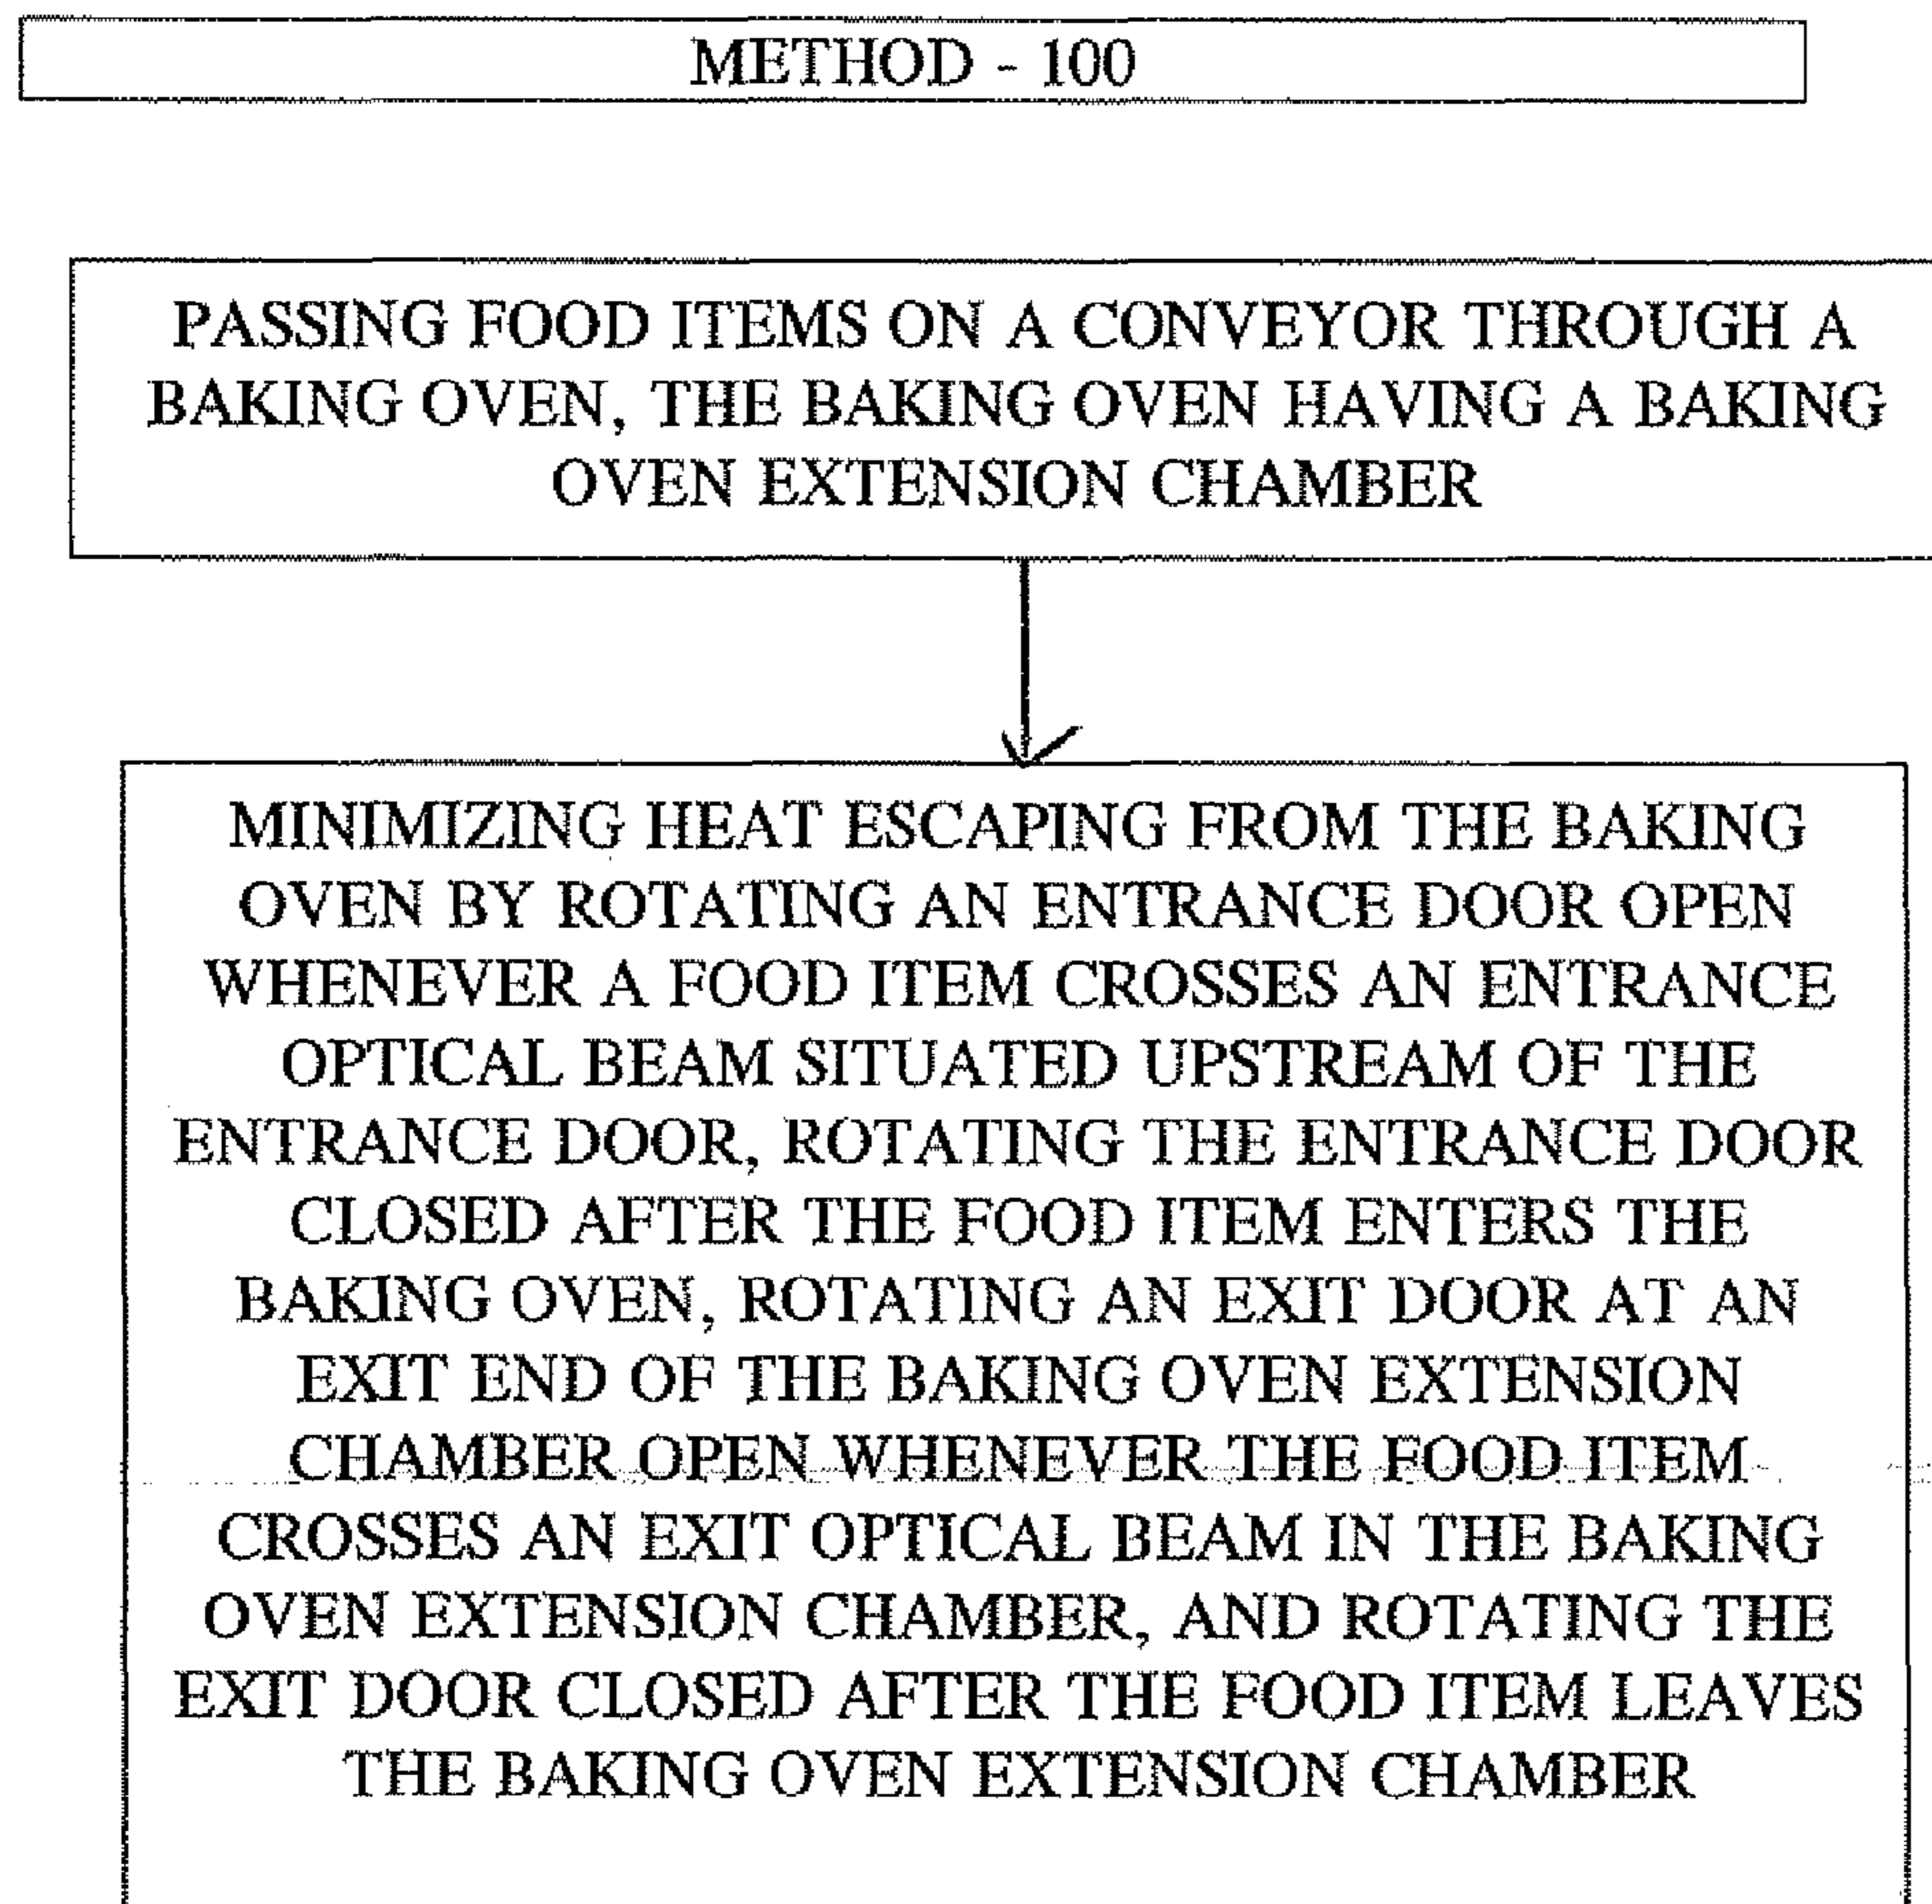 METHOD - 100
PASSING FOOD ITEMS ON A CONVEYOR THROUGH A
BAKING OVEN, THE BAKING OVEN HAVING A BAKING
OVEN EXTENSION CHAMBER
MINIMIZING HEAT ESCAPING FROM THE BAKING
OVEN BY ROTATING AN ENTRANCE DOOR OPEN
WHENEVER A FOOD ITEM CROSSES AN ENTRANCE
OPTICAL BEAM SITUATED UPSTREAM OF THE
ENTRANCE DOOR, ROTATING THE ENTRANCE DOOR
CLOSED AFTER THE FOOD ITEM ENTERS THE
BAKING OVEN, ROTATING AN EXIT DOOR AT AN
EXIT END OF THE BAKING OVEN EXTENSION
CHAMBER OPEN WHENEVER THE FOOD ITEM
CROSSES AN EXIT OPTICAL BEAM IN THE BAKING
OVEN EXTENSION CHAMBER, AND ROTATING THE
EXIT DOOR CLOSED AFTER THE FOOD ITEM LEAVES
THE BAKING OVEN EXTENSION CHAMBER